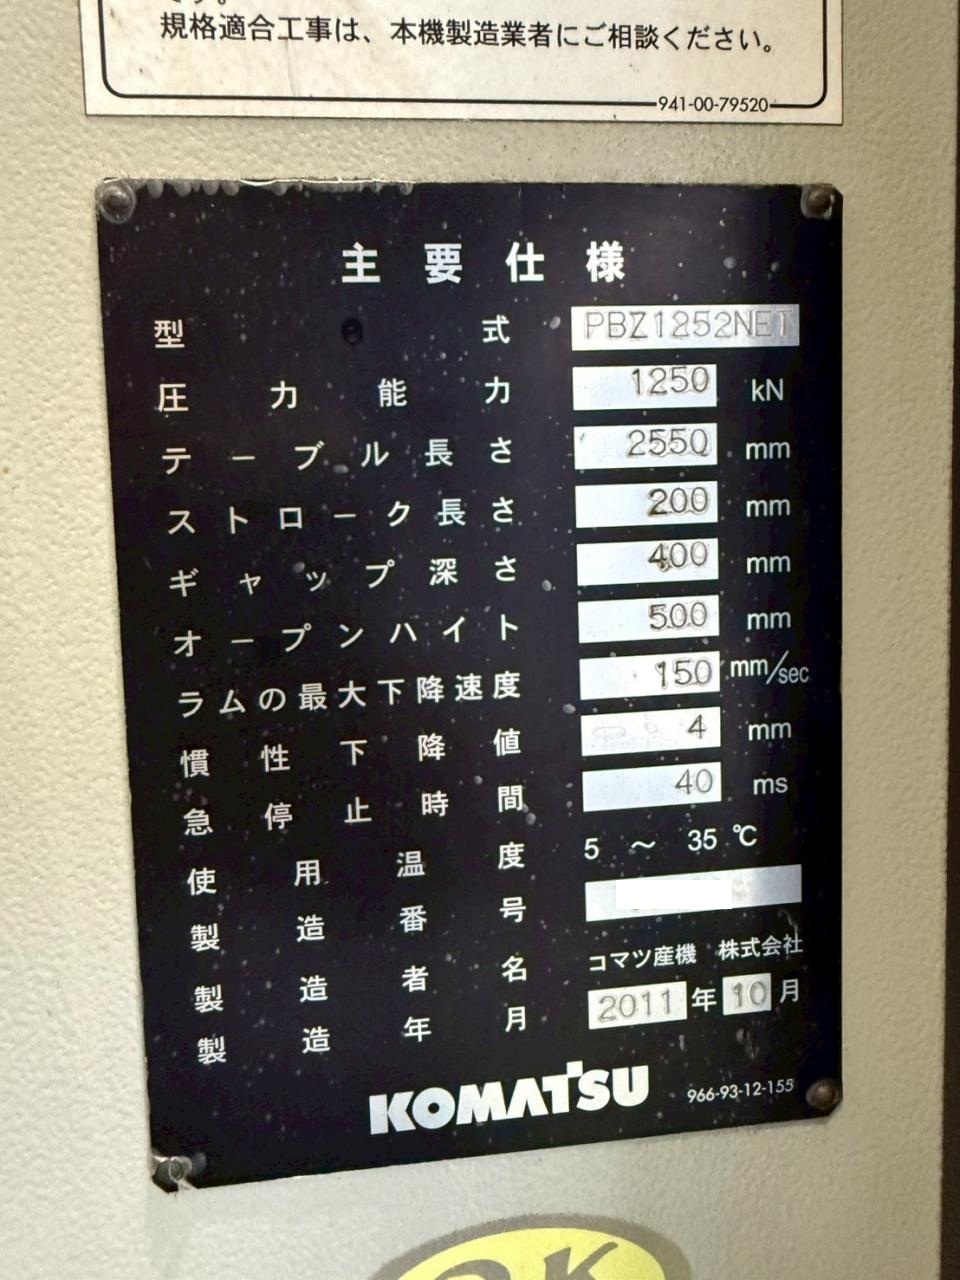 規格適合工事は、本機製造業者にご相談ください。
941-00-79520
主要仕様
型式 PBZ1252NET
圧力能力 1250 kN
テーブル長さ 2550 mm
ストローク長さ 200 mm
ギャップ深さ 400 mm
オープンハイト 500 mm
ラムの最大下降速度 150 mm/sec
慣性下降値 4 mm
急停止時間 40 ms
使用温度 5 ～ 35 ℃
製造番号
製造者名 コマツ産機 株式会社
製造年月 2011 年 10 月
KOMATSU 966-93-12-155